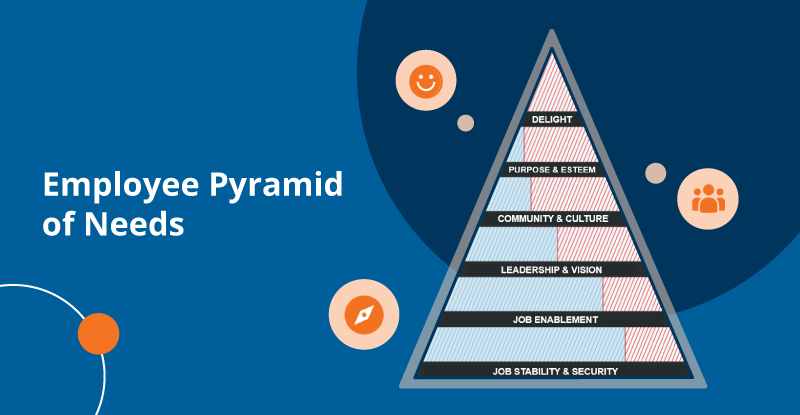 Employee Pyramid
of Needs
DELIGHT
PURPOSE & ESTEEM
COMMUNITY & CULTURE
LEADERSHIP & VISION
JOB ENABLEMENT
JOB STABILITY & SECURITY